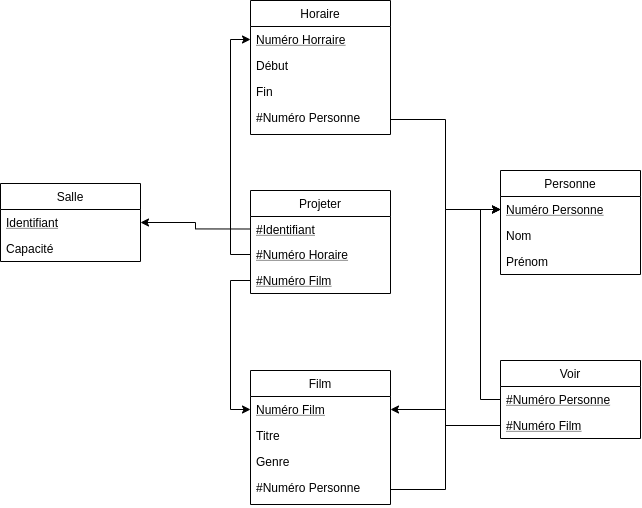 Horaire
Numéro Horraire
Début
Fin
#Numéro Personne
Salle
Identifiant
Capacité
Projeter
#Identifiant
#Numéro Horaire
#Numéro Film
Personne
Numéro Personne
Nom
Prénom
Film
Numéro Film
Titre
Genre
#Numéro Personne
Voir
#Numéro Personne
#Numéro Film